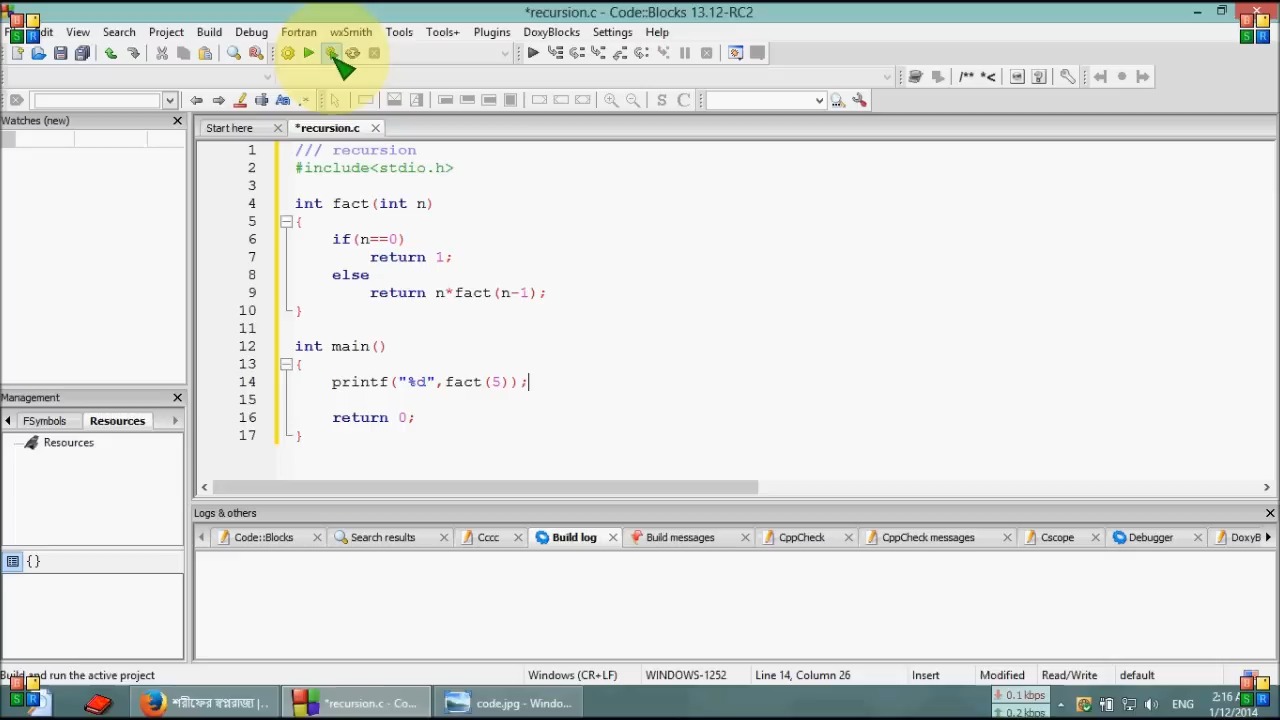 *recursion.c - Code::Blocks 13.12-RC2
View Search Project Build Debug Fortran wxSmith Tools Tools+ Plugins DoxyBlocks Settings Help
/** *<
S C
Watches (new)
Start here *recursion.c
1 /// recursion
2 #include<stdio.h>
3
4 int fact(int n)
5 {
6 if(n==0)
7 return 1;
8 else
9 return n*fact(n-1);
10 }
11
12 int main()
13 {
14 printf("%d",fact(5));
15
16 return 0;
17 }
Management
FSymbols Resources
Resources
{ }
Logs & others
Code::Blocks Search results Cccc Build log Build messages CppCheck CppCheck messages Cscope Debugger DoxyB
and run the active project Windows (CR+LF) WINDOWS-1252 Line 14, Column 26 Insert Modified Read/Write default
শরীফের স্বপ্নরাজ্য |.. *recursion.c - Co... code.jpg - Windo... 0.1 kbps ENG 2:16
0.2 kbps 1/12/2014
B I
S R
B I
S R
B I
S R
B I
S R